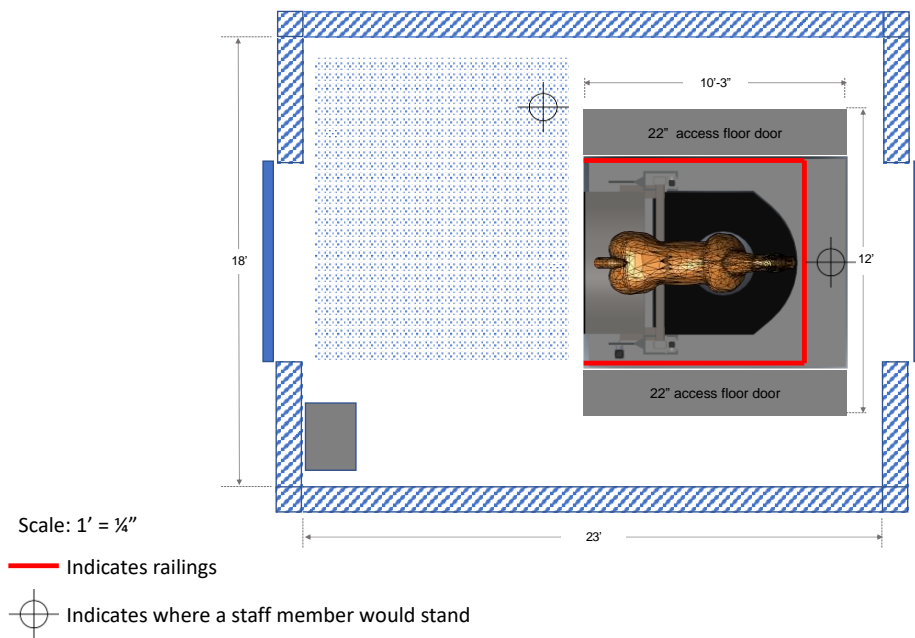 10'-3"
22" access floor door
18'
12'
22" access floor door
Scale: 1' = ¼"
23'
Indicates railings
Indicates where a staff member would stand